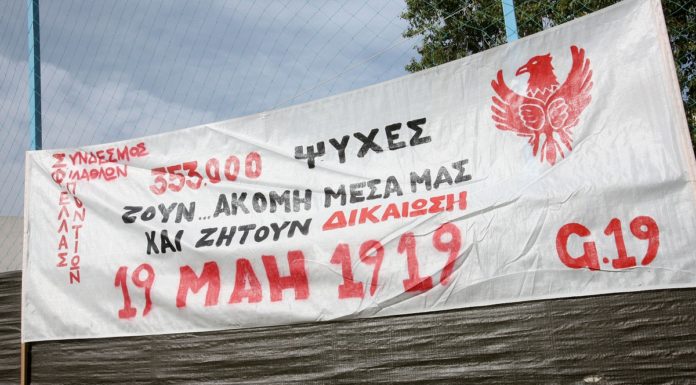 ΣΥΝΔΕΣΜΟΣ
ΦΙΛΑΘΛΩΝ
ΕΛΛΑΣ
ΠΟΝΤΙΩΝ
353.000 ΨΥΧΕΣ
ΖΟΥΝ... ΑΚΟΜΗ ΜΕΣΑ ΜΑΣ
ΚΑΙ ΖΗΤΟΥΝ ΔΙΚΑΙΩΣΗ
19 ΜΑΗ 1919
G.19